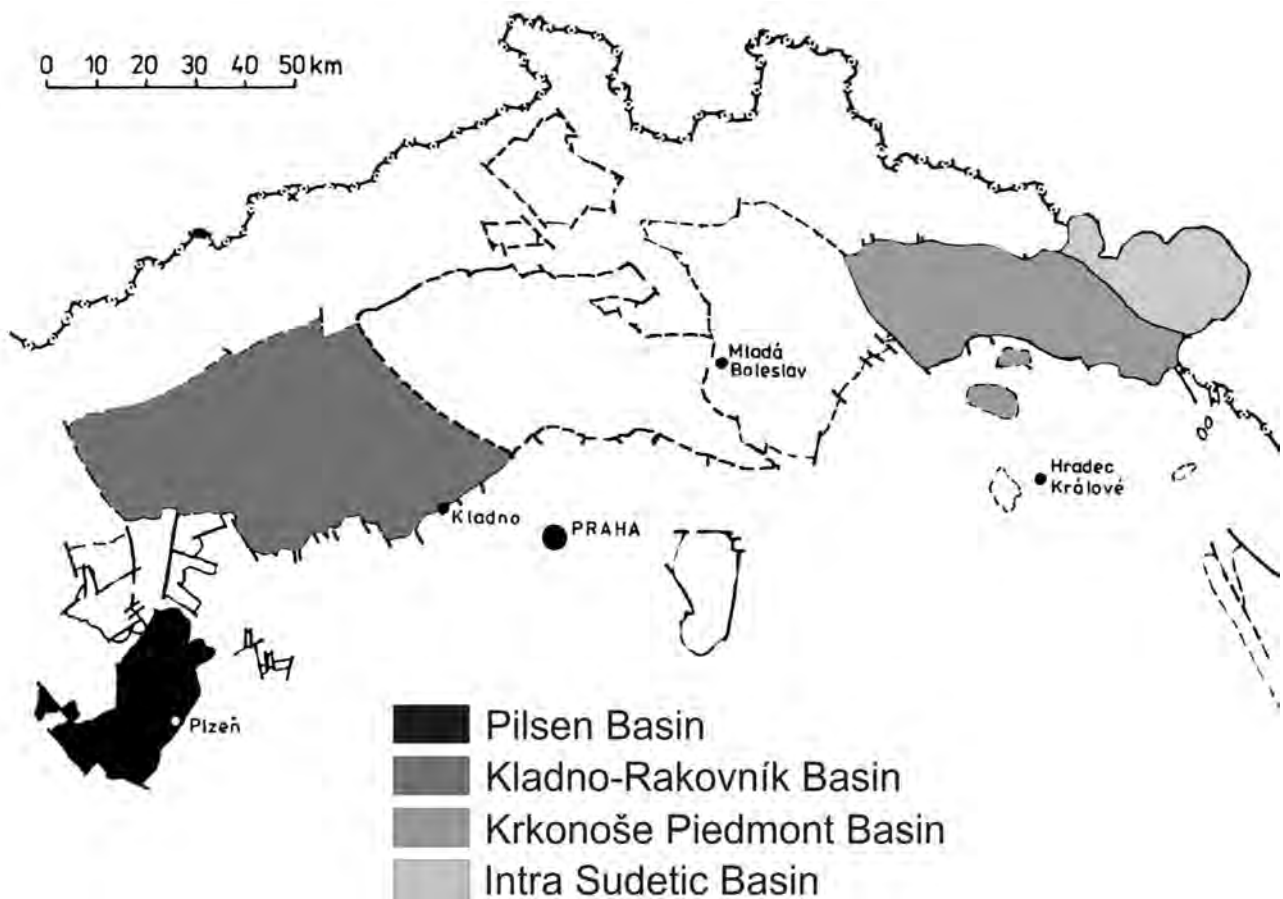 0 10 20 30 40 50 km
Mladá
Boleslav
Hradec
Králové
Kladno
PRAHA
Plzeň
Pilsen Basin
Kladno-Rakovník Basin
Krkonoše Piedmont Basin
Intra Sudetic Basin